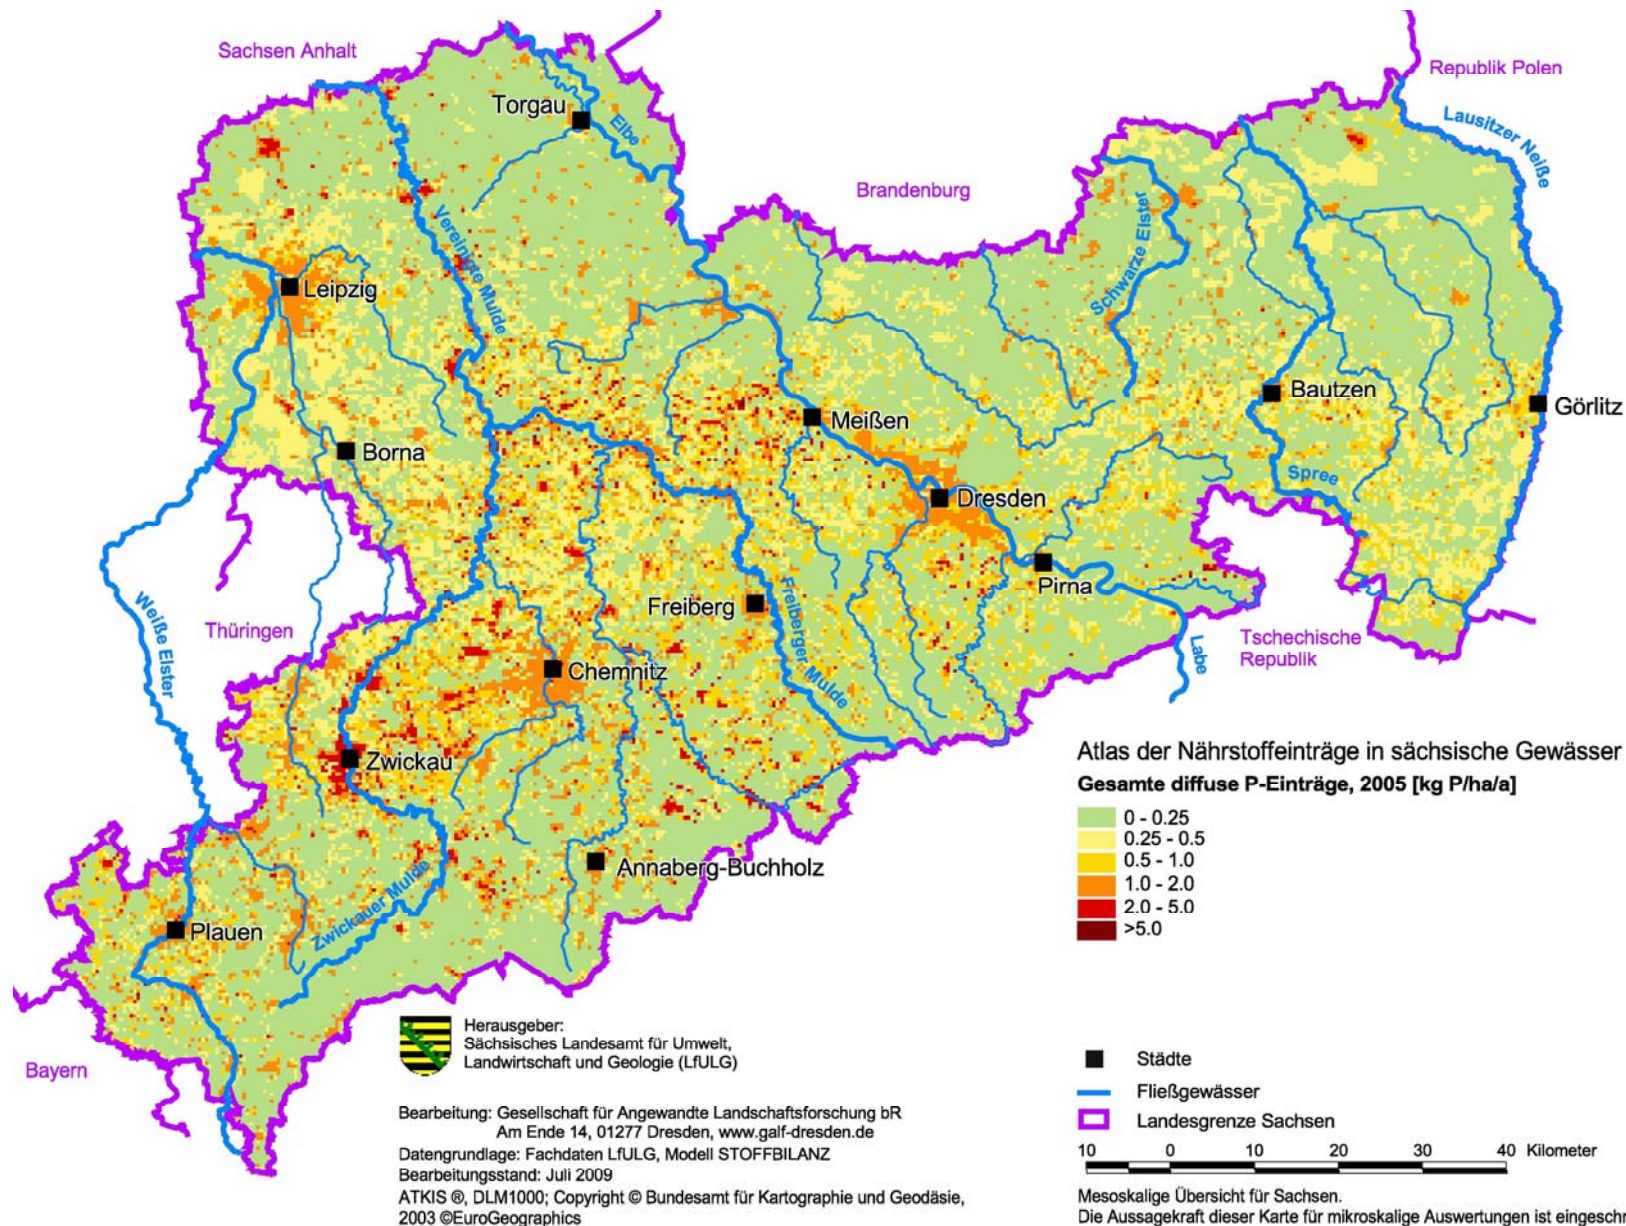 Sachsen Anhalt
Republik Polen
Torgau
Elbe
Lausitzer Neiße
Brandenburg
Vereinigte Mulde
Schwarze Elster
Leipzig
Bautzen
Görlitz
Meißen
Borna
Spree
Dresden
Pirna
Freiberg
Freiberger Mulde
Weiße Elster
Thüringen
Tschechische
Republik
Labe
Chemnitz
Zwickau
Annaberg-Buchholz
Zwickauer Mulde
Plauen
Bayern
Atlas der Nährstoffeinträge in sächsische Gewässer
Gesamte diffuse P-Einträge, 2005 [kg P/ha/a]
0 - 0.25
0.25 - 0.5
0.5 - 1.0
1.0 - 2.0
2.0 - 5.0
>5.0
Herausgeber:
Sächsisches Landesamt für Umwelt,
Landwirtschaft und Geologie (LfULG)
Bearbeitung: Gesellschaft für Angewandte Landschaftsforschung bR
Am Ende 14, 01277 Dresden, www.galf-dresden.de
Datengrundlage: Fachdaten LfULG, Modell STOFFBILANZ
Bearbeitungsstand: Juli 2009
ATKIS ®, DLM1000; Copyright © Bundesamt für Kartographie und Geodäsie,
2003 ©EuroGeographics
Städte
Fließgewässer
Landesgrenze Sachsen
10 0 10 20 30 40 Kilometer
Mesoskalige Übersicht für Sachsen.
Die Aussagekraft dieser Karte für mikroskalige Auswertungen ist eingeschr